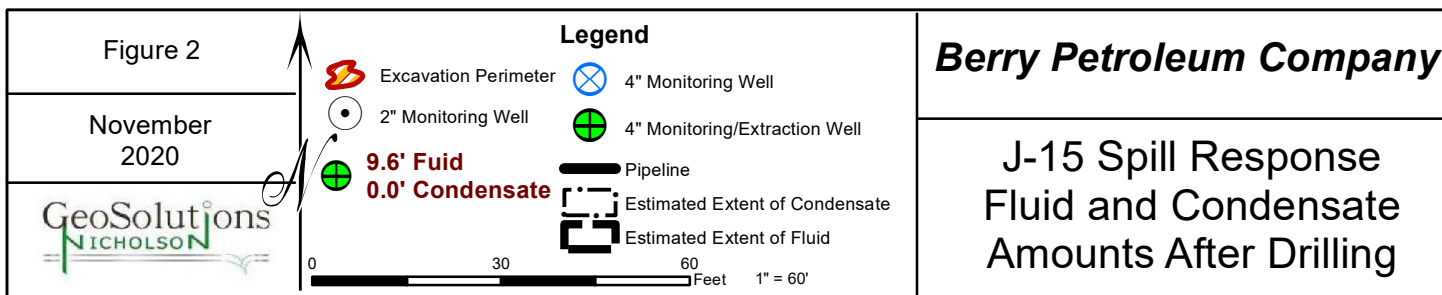 Figure 2
November
2020
GeoSolutions
NICHOLSON
N
Legend
Excavation Perimeter
2" Monitoring Well
9.6' Fuid
0.0' Condensate
4" Monitoring Well
4" Monitoring/Extraction Well
Pipeline
Estimated Extent of Condensate
Estimated Extent of Fluid
0 30 60
Feet 1" = 60'
Berry Petroleum Company
J-15 Spill Response
Fluid and Condensate
Amounts After Drilling